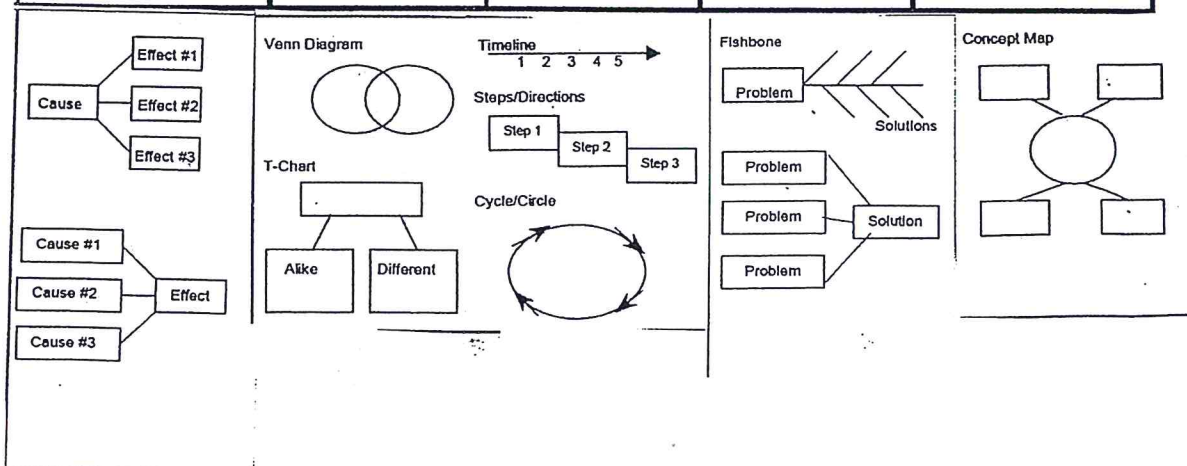 Effect #1
Cause
Effect #2
Effect #3
Cause #1
Cause #2
Effect
Cause #3
Venn Diagram
T-Chart
Alike
Different
Timeline
1 2 3 4 5
Steps/Directions
Step 1
Step 2
Step 3
Cycle/Circle
Fishbone
Problem
Solutions
Problem
Problem
Solution
Problem
Concept Map